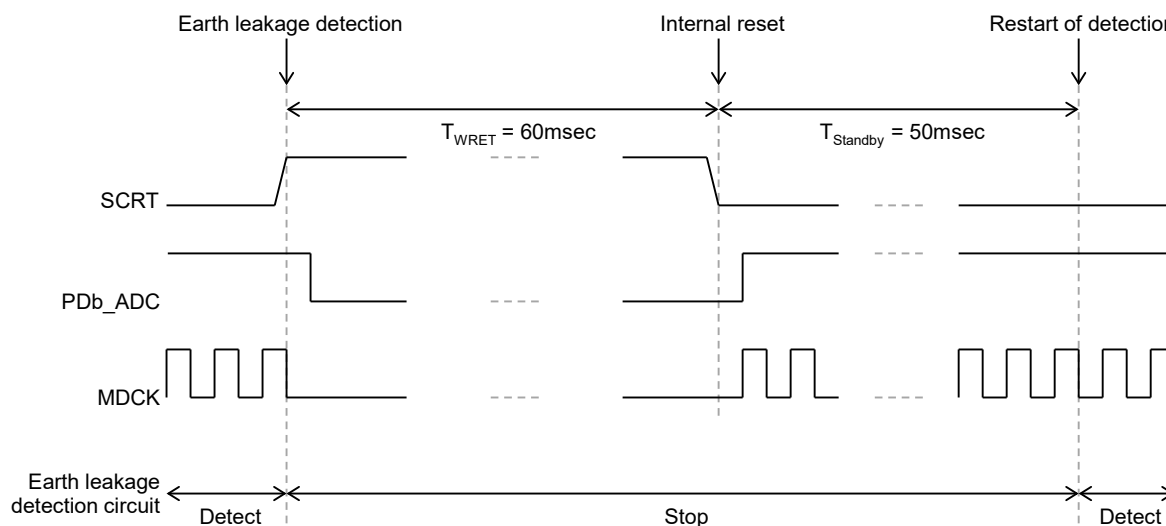 Earth leakage detection
Internal reset
Restart of detection
T_WRET = 60msec
T_Standby = 50msec
SCRT
PDb_ADC
MDCK
Earth leakage
detection circuit
Detect
Stop
Detect